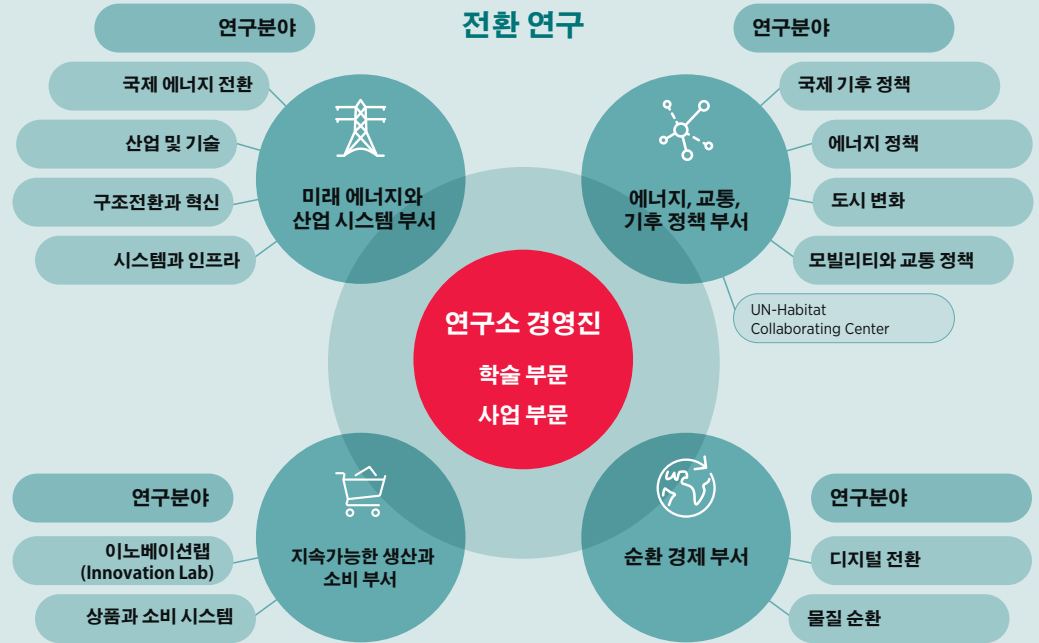 전환 연구
연구분야
국제 에너지 전환
산업 및 기술
구조전환과 혁신
시스템과 인프라
미래 에너지와
산업 시스템 부서
연구분야
국제 기후 정책
에너지 정책
도시 변화
모빌리티와 교통 정책
UN-Habitat
Collaborating Center
에너지, 교통,
기후 정책 부서
연구소 경영진
학술 부문
사업 부문
연구분야
이노베이션랩
(Innovation Lab)
상품과 소비 시스템
지속가능한 생산과
소비 부서
순환 경제 부서
연구분야
디지털 전환
물질 순환